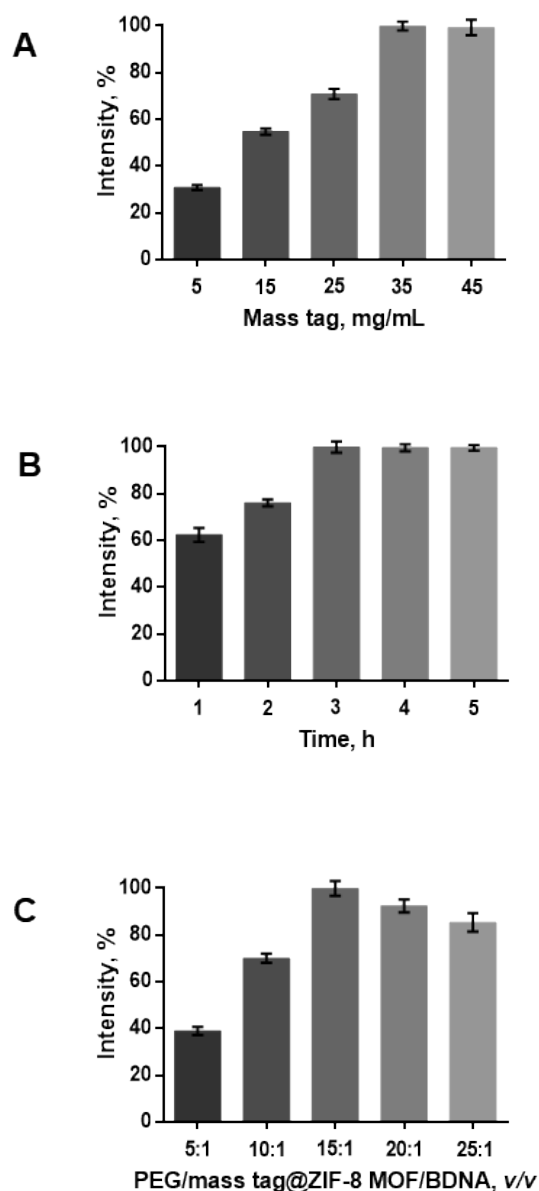 A
100
80
60
40
20
0
Intensity, %
5 15 25 35 45
Mass tag, mg/mL
B
100
80
60
40
20
0
Intensity, %
1 2 3 4 5
Time, h
C
100
80
60
40
20
0
Intensity, %
5:1 10:1 15:1 20:1 25:1
PEG/mass tag@ZIF-8 MOF/BDNA, v/v